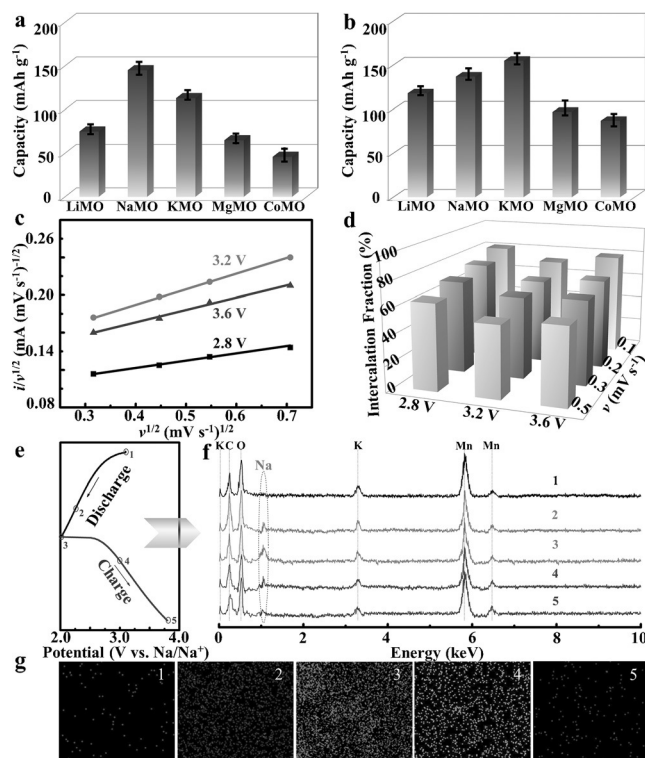 a
Capacity (mAh g⁻¹)
200
150
100
50
0
LiMO NaMO KMO MgMO CoMO
b
Capacity (mAh g⁻¹)
200
150
100
50
0
LiMO NaMO KMO MgMO CoMO
c
i/v^1/2 (mA (mV s⁻¹)^-1/2)
0.26
0.20
0.14
0.08
3.2 V
3.6 V
2.8 V
0.3 0.4 0.5 0.6 0.7
v^1/2 (mV s⁻¹)^1/2
d
Intercalation Fraction (%)
100
80
60
40
20
0
2.8 V 3.2 V 3.6 V
0.1
0.2
0.3
0.5
v (mV s⁻¹)
e
1
Discharge
2
3
4
Charge
5
2.0 3.0 4.0
Potential (V vs. Na/Na⁺)
f
K C O Na K Mn Mn
1
2
3
4
5
0 2 4 6 8 10
Energy (keV)
g
1 2 3 4 5